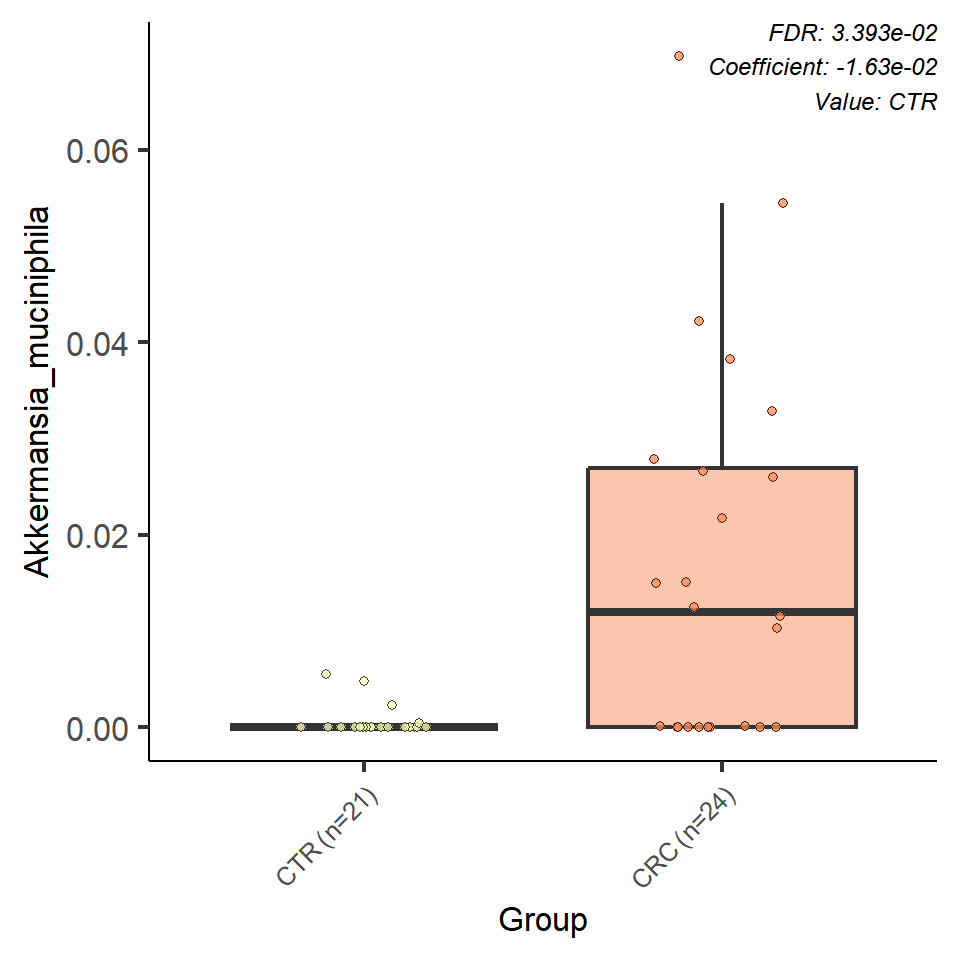 FDR: 3.393e-02
Coefficient: -1.63e-02
Value: CTR
0.06
0.04
0.02
0.00
Akkermansia_muciniphila
CTR (n=21)
CRC (n=24)
Group